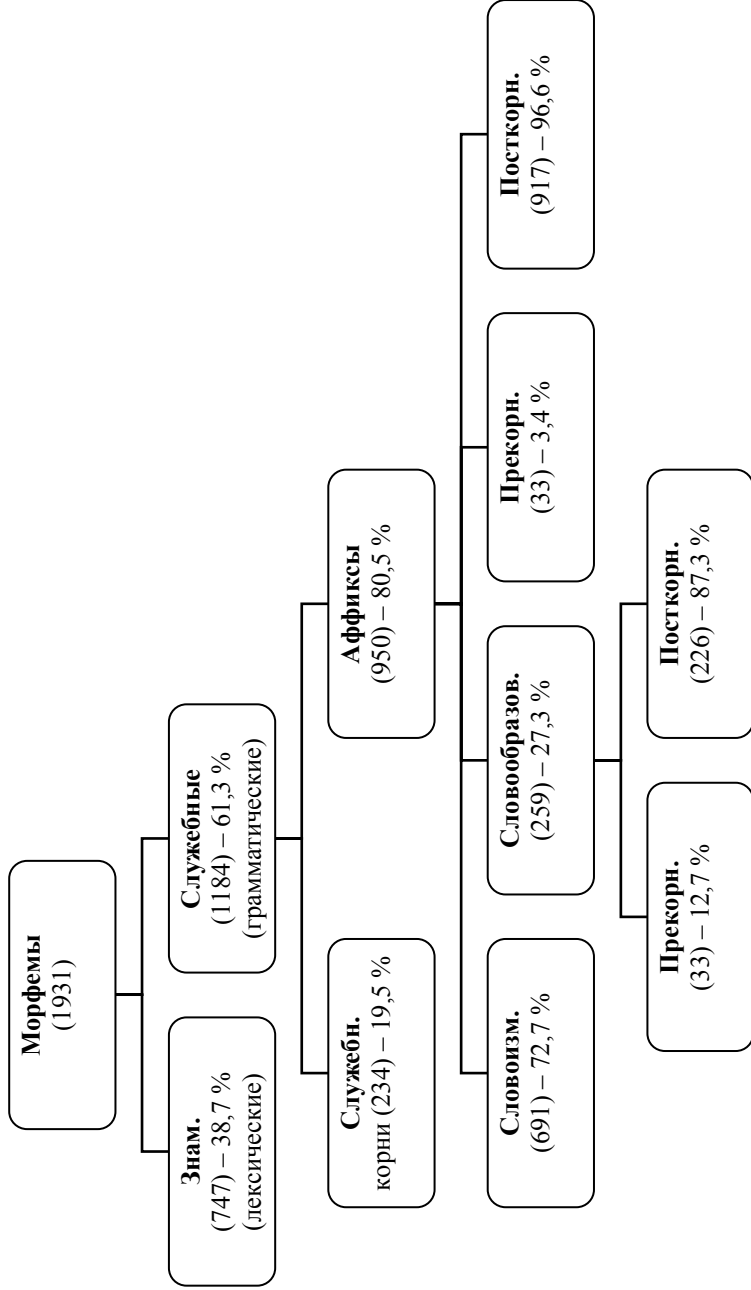 Морфемы
(1931)
Знам.
(747) – 38,7 %
(лексические)
Служебные
(1184) – 61,3 %
(грамматические)
Служебн.
корни (234) – 19,5 %
Аффиксы
(950) – 80,5 %
Словоизм.
(691) – 72,7 %
Словообразов.
(259) – 27,3 %
Прекорн.
(33) – 3,4 %
Посткорн.
(917) – 96,6 %
Прекорн.
(33) – 12,7 %
Посткорн.
(226) – 87,3 %